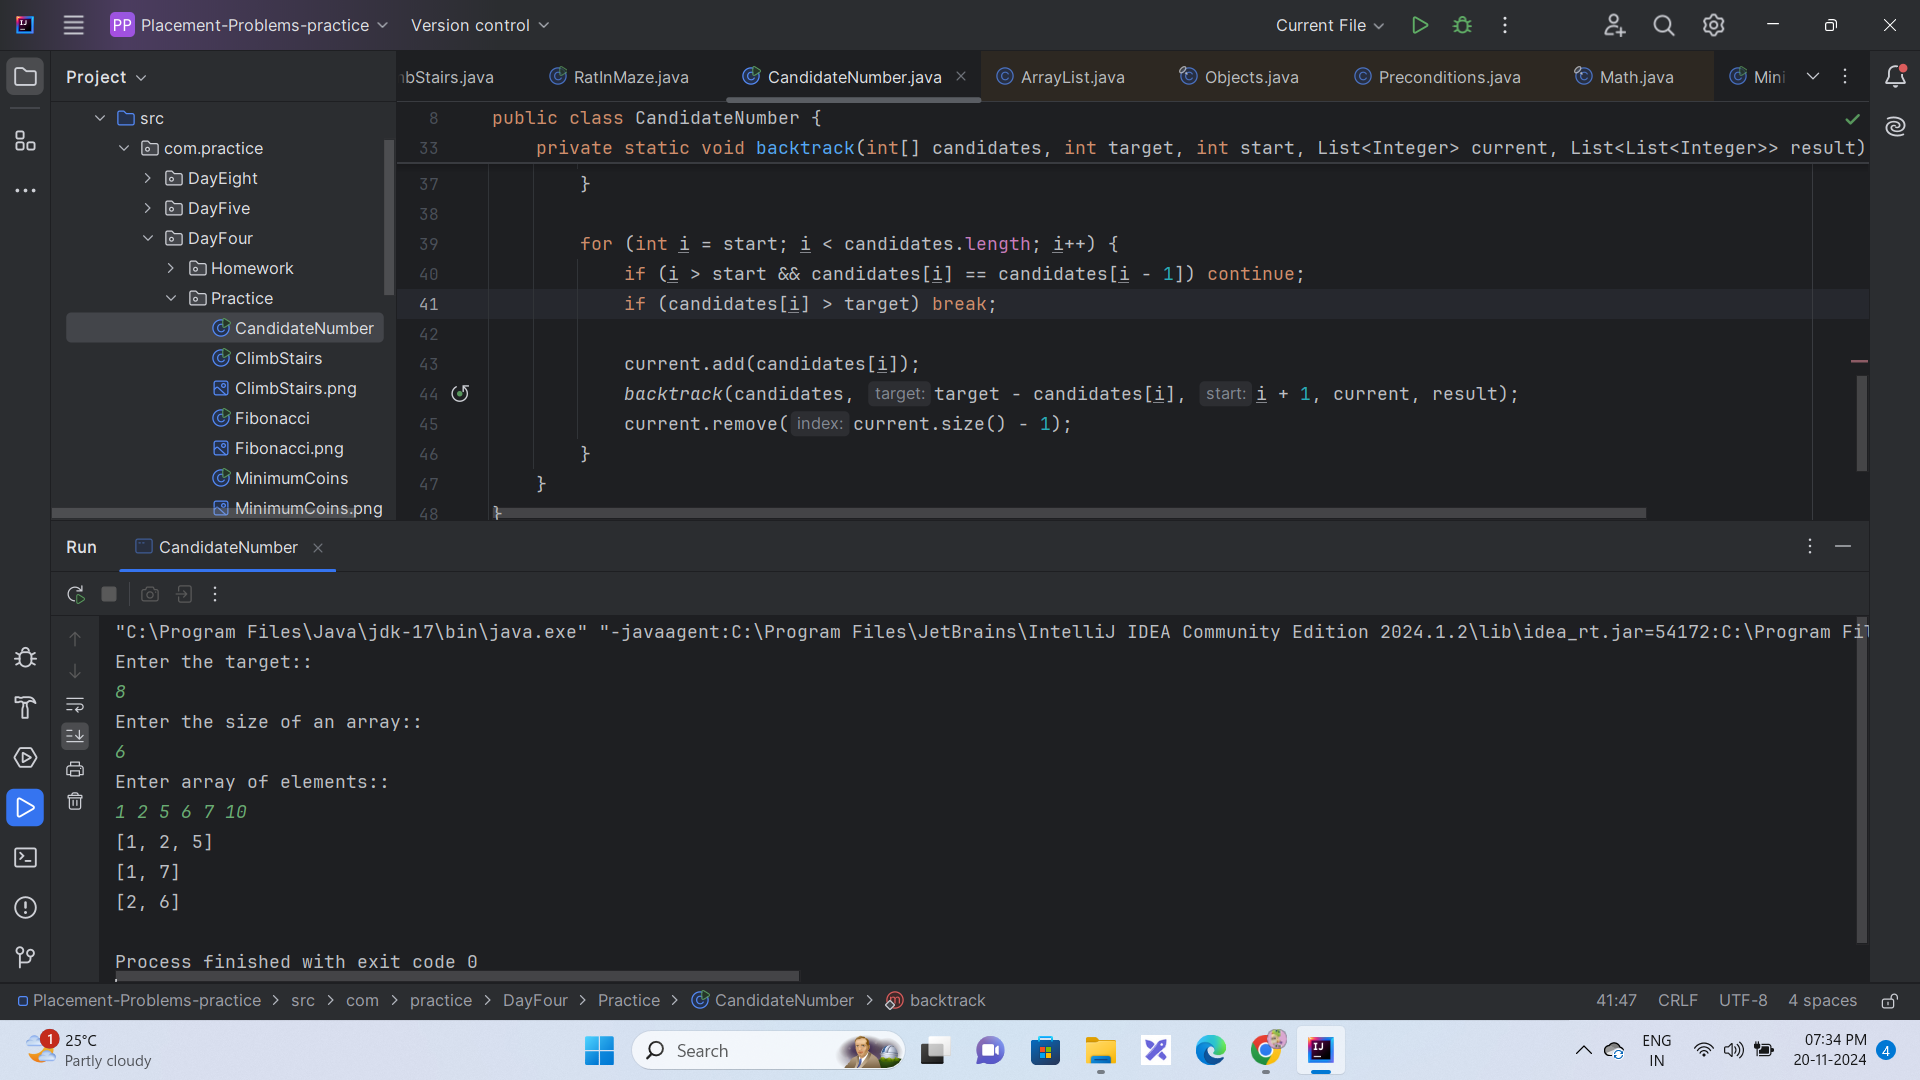 PP Placement-Problems-practice Version control Current File
Project
mbStairs.java RatInMaze.java CandidateNumber.java ArrayList.java Objects.java Preconditions.java Math.java Mini
src
com.practice
DayEight
DayFive
DayFour
Homework
Practice
CandidateNumber
ClimbStairs
ClimbStairs.png
Fibonacci
Fibonacci.png
MinimumCoins
MinimumCoins.png
8 public class CandidateNumber {
33 private static void backtrack(int[] candidates, int target, int start, List<Integer> current, List<List<Integer>> result)
37 }
38
39 for (int i = start; i < candidates.length; i++) {
40 if (i > start && candidates[i] == candidates[i - 1]) continue;
41 if (candidates[i] > target) break;
42
43 current.add(candidates[i]);
44 backtrack(candidates, target: target - candidates[i], start: i + 1, current, result);
45 current.remove( index: current.size() - 1);
46 }
47 }
48 }
Run CandidateNumber
"C:\Program Files\Java\jdk-17\bin\java.exe" "-javaagent:C:\Program Files\JetBrains\IntelliJ IDEA Community Edition 2024.1.2\lib\idea_rt.jar=54172:C:\Program Fil
Enter the target::
8
Enter the size of an array::
6
Enter array of elements::
1 2 5 6 7 10
[1, 2, 5]
[1, 7]
[2, 6]
Process finished with exit code 0
Placement-Problems-practice > src > com > practice > DayFour > Practice > CandidateNumber > backtrack 41:47 CRLF UTF-8 4 spaces
1 25°C
Partly cloudy
Search
ENG
IN
07:34 PM
20-11-2024
4